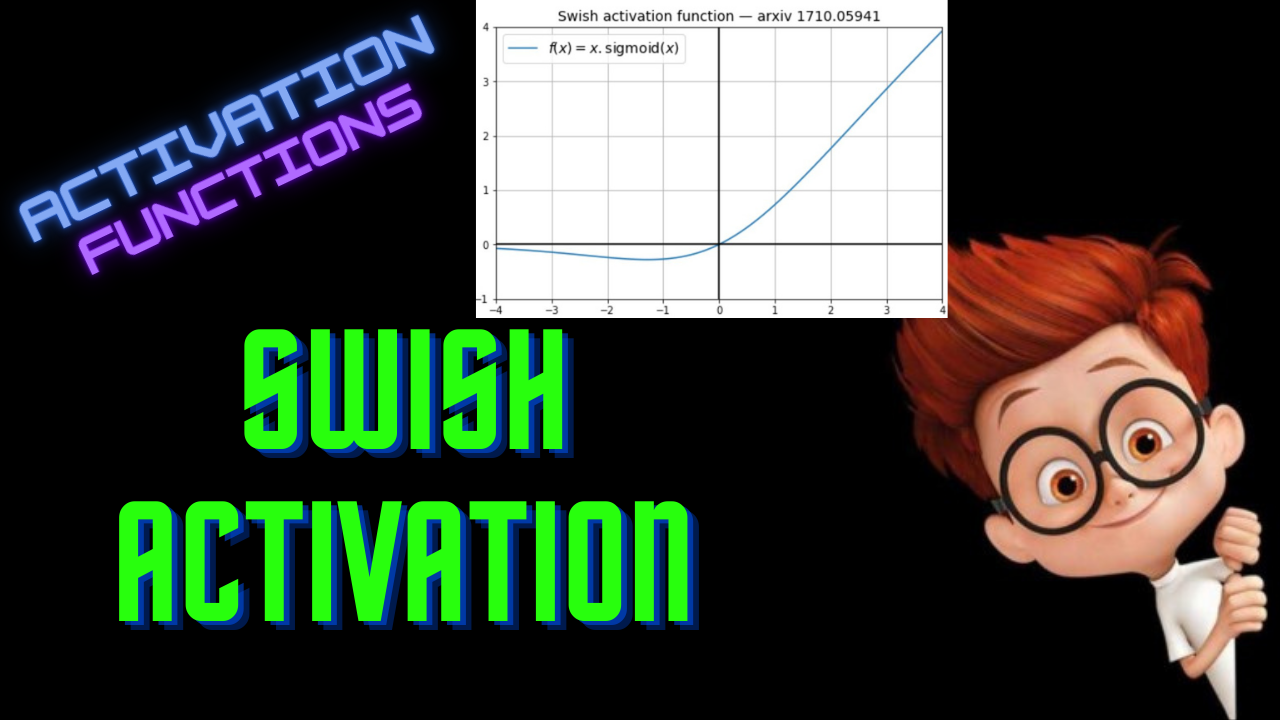 ACTIVATION
FUNCTIONS
Swish activation function — arxiv 1710.05941
f(x) = x. sigmoid(x)
4
3
2
1
0
−1
−4 −3 −2 −1 0 1 2 3 4
SWISH
ACTIVATION